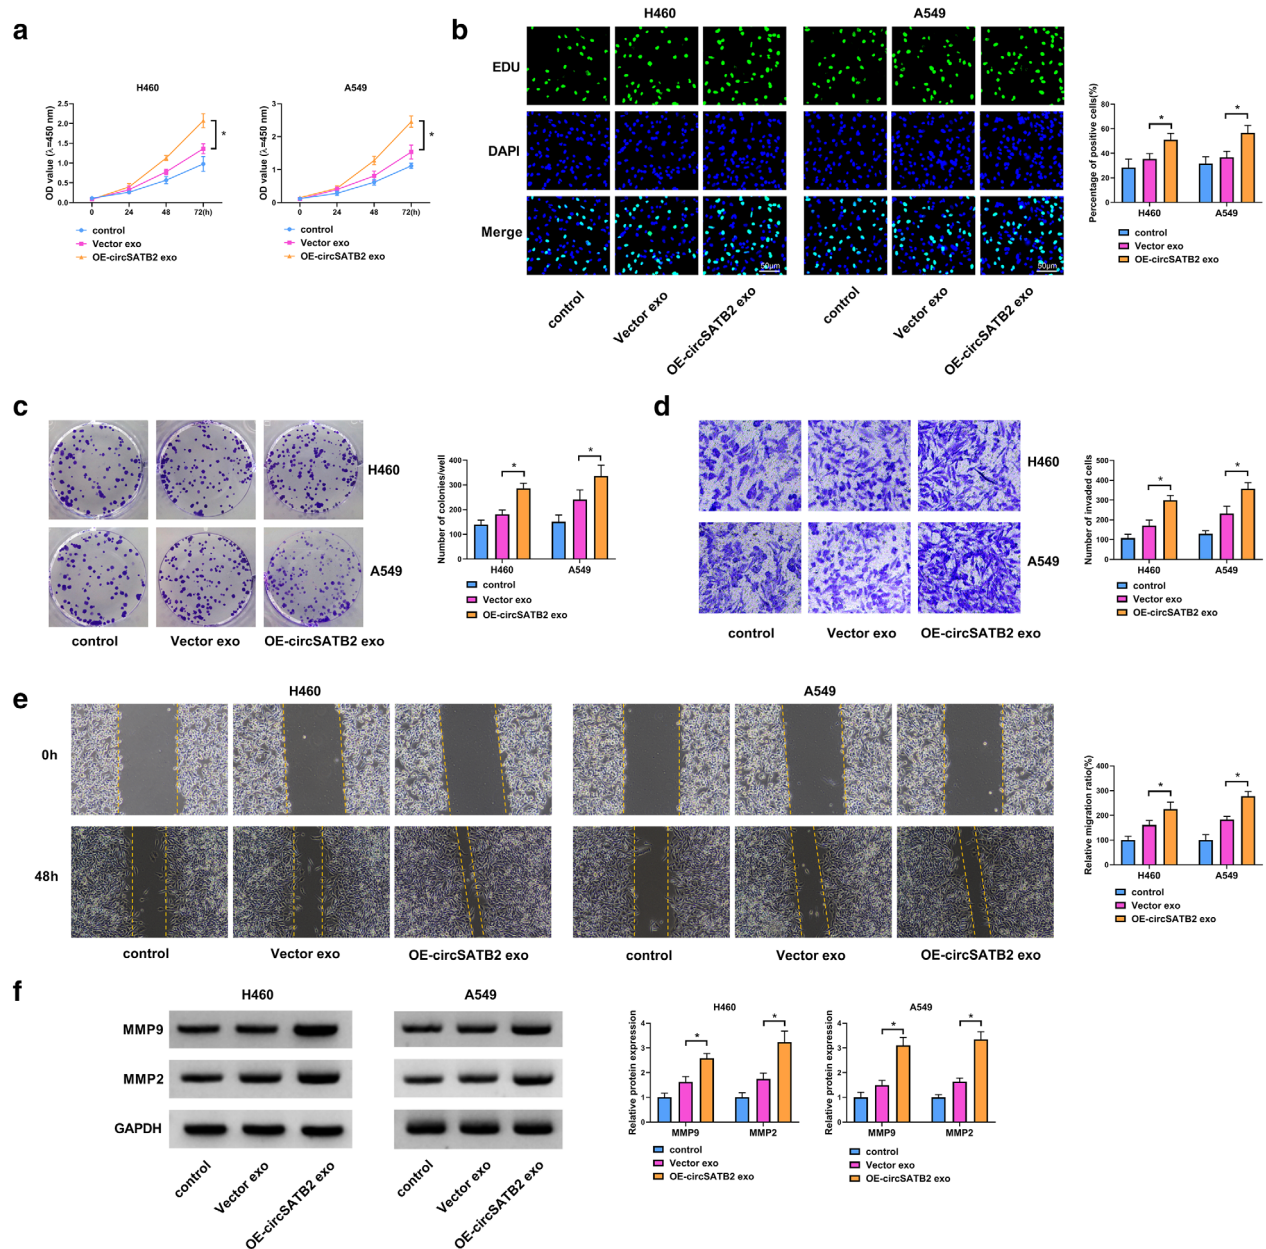 a
H460
OD value (λ=450 nm)
2.5
2.0
1.5
1.0
0.5
0.0
0 24 48 72(h)
*
control
Vector exo
OE-circSATB2 exo
A549
OD value (λ=450 nm)
3
2
1
0
0 24 48 72(h)
*
control
Vector exo
OE-circSATB2 exo
b
H460 A549
EDU
DAPI
Merge
50μm 50μm
control Vector exo OE-circSATB2 exo control Vector exo OE-circSATB2 exo
Percentage of positive cells(%)
80
60
40
20
0
* *
H460 A549
control
Vector exo
OE-circSATB2 exo
c
H460
A549
control Vector exo OE-circSATB2 exo
Number of colonies/well
400
300
200
100
0
* *
H460 A549
control
Vector exo
OE-circSATB2 exo
d
H460
A549
control Vector exo OE-circSATB2 exo
Number of invaded cells
500
400
300
200
100
0
* *
H460 A549
control
Vector exo
OE-circSATB2 exo
e
H460 A549
0h
48h
control Vector exo OE-circSATB2 exo control Vector exo OE-circSATB2 exo
Relative migration ratio(%)
400
300
200
100
0
* *
H460 A549
control
Vector exo
OE-circSATB2 exo
f
H460 A549
MMP9
MMP2
GAPDH
control Vector exo OE-circSATB2 exo control Vector exo OE-circSATB2 exo
H460
Relative protein expression
4
3
2
1
0
* *
MMP9 MMP2
control
Vector exo
OE-circSATB2 exo
A549
Relative protein expression
4
3
2
1
0
* *
MMP9 MMP2
control
Vector exo
OE-circSATB2 exo